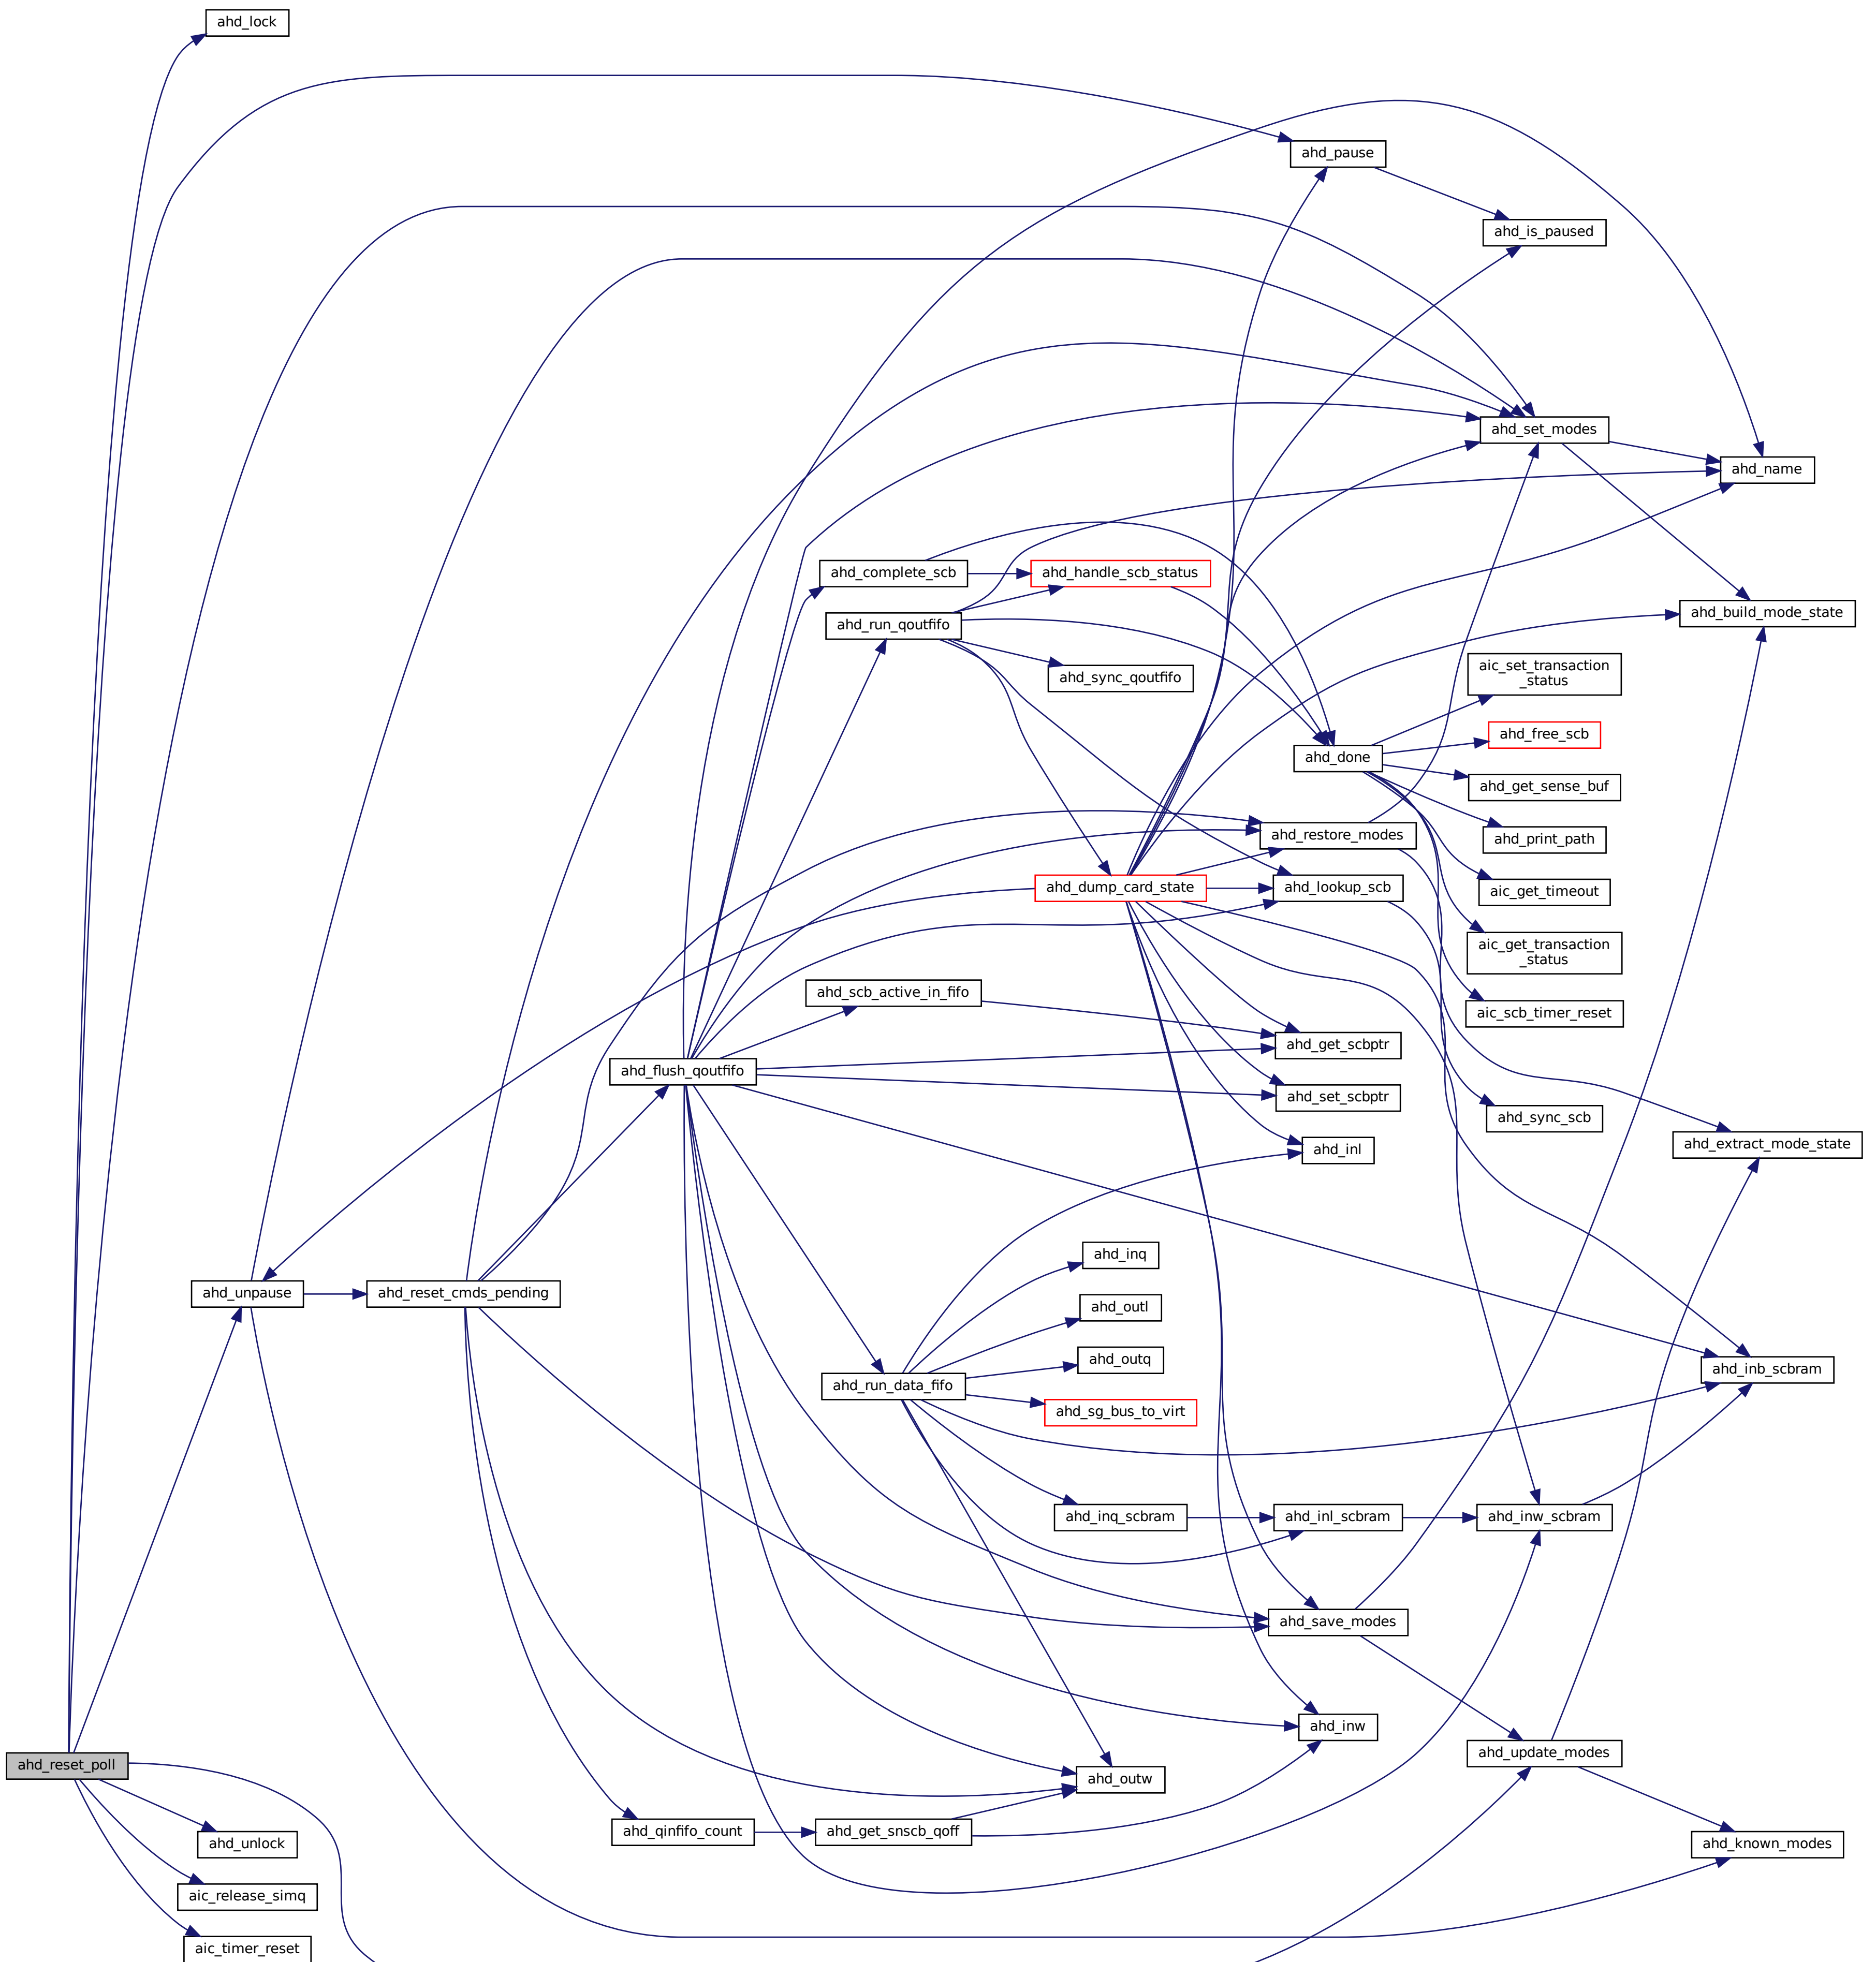 ahd_lock
ahd_pause
ahd_is_paused
ahd_set_modes
ahd_name
ahd_complete_scb
ahd_handle_scb_status
ahd_build_mode_state
ahd_run_qoutfifo
aic_set_transaction
_status
ahd_sync_qoutfifo
ahd_free_scb
ahd_done
ahd_get_sense_buf
ahd_restore_modes
ahd_print_path
ahd_dump_card_state
ahd_lookup_scb
aic_get_timeout
aic_get_transaction
_status
ahd_scb_active_in_fifo
aic_scb_timer_reset
ahd_get_scbptr
ahd_flush_qoutfifo
ahd_set_scbptr
ahd_sync_scb
ahd_inl
ahd_extract_mode_state
ahd_inq
ahd_unpause
ahd_reset_cmds_pending
ahd_outl
ahd_outq
ahd_inb_scbram
ahd_run_data_fifo
ahd_sg_bus_to_virt
ahd_inq_scbram
ahd_inl_scbram
ahd_inw_scbram
ahd_save_modes
ahd_inw
ahd_update_modes
ahd_reset_poll
ahd_outw
ahd_qinfifo_count
ahd_get_snscb_qoff
ahd_unlock
ahd_known_modes
aic_release_simq
aic_timer_reset